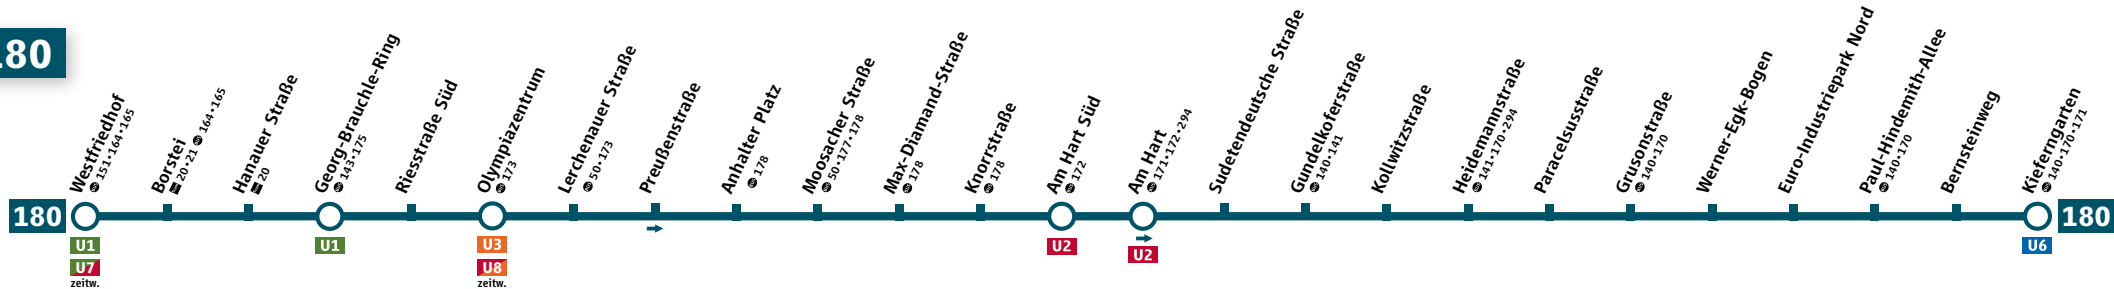 80
Westfriedhof
151•164•165
Borstei
20•21 164•165
Hanauer Straße
20
Georg-Brauchle-Ring
143•175
Riesstraße Süd
Olympiazentrum
173
Lerchenauer Straße
50•173
Preußenstraße
Anhalter Platz
178
Moosacher Straße
50•177•178
Max-Diamand-Straße
178
Knorrstraße
178
Am Hart Süd
172
Am Hart
171•172•294
Sudetendeutsche Straße
Gundelkoferstraße
140•141
Kollwitzstraße
Heidemannstraße
141•170•294
Paracelsusstraße
Grusonstraße
140•170
Werner-Egk-Bogen
Euro-Industriepark Nord
Paul-Hindemith-Allee
140•170
Bernsteinweg
Kieferngarten
140•170•171
180
180
U1
U7
zeitw.
U1
U3
U8
zeitw.
U2
U2
U6